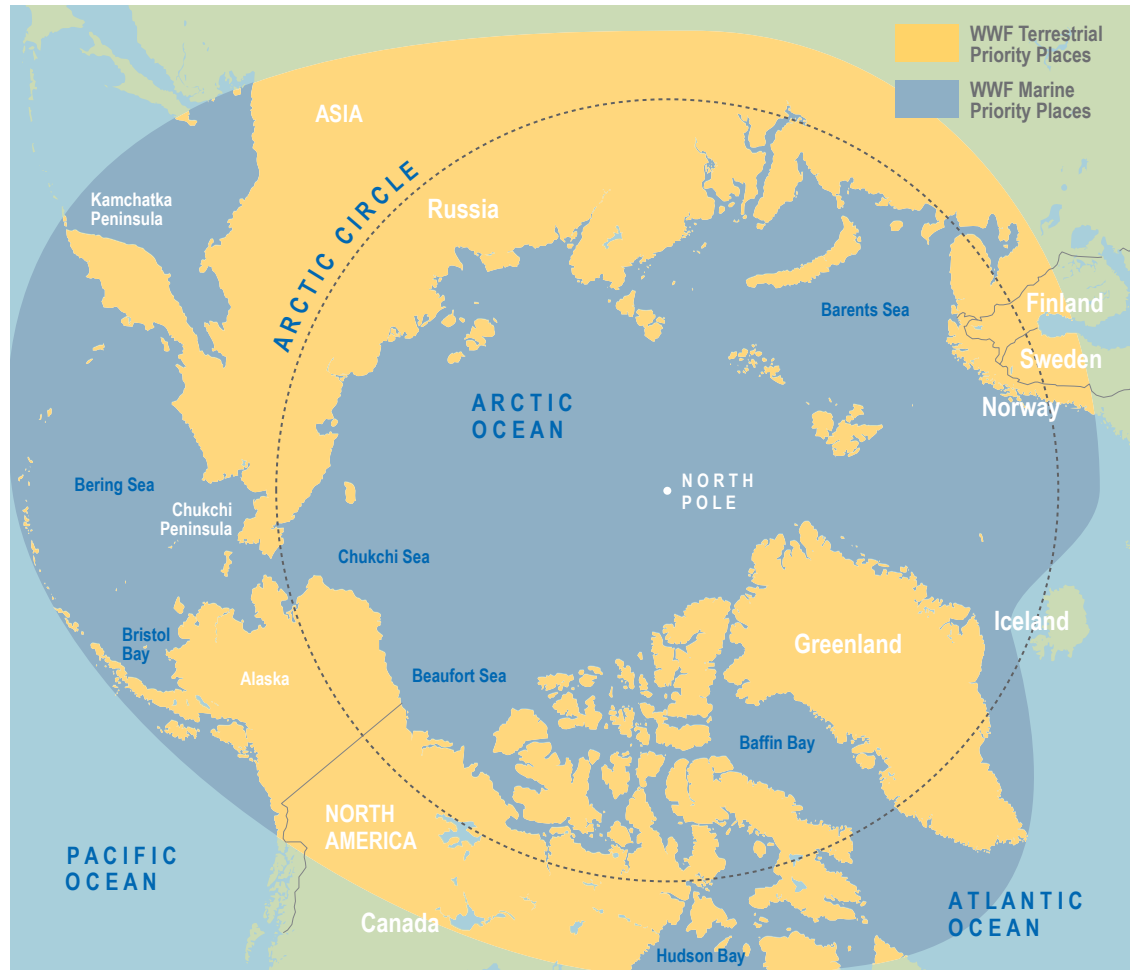 WWF Terrestrial
Priority Places
WWF Marine
Priority Places
ASIA
Kamchatka
Peninsula
Russia
ARCTIC CIRCLE
Finland
Barents Sea
Sweden
Norway
ARCTIC
OCEAN
Bering Sea
NORTH
POLE
Chukchi
Peninsula
Chukchi Sea
Iceland
Bristol
Bay
Greenland
Alaska
Beaufort Sea
Baffin Bay
NORTH
AMERICA
PACIFIC
OCEAN
Canada
ATLANTIC
OCEAN
Hudson Bay